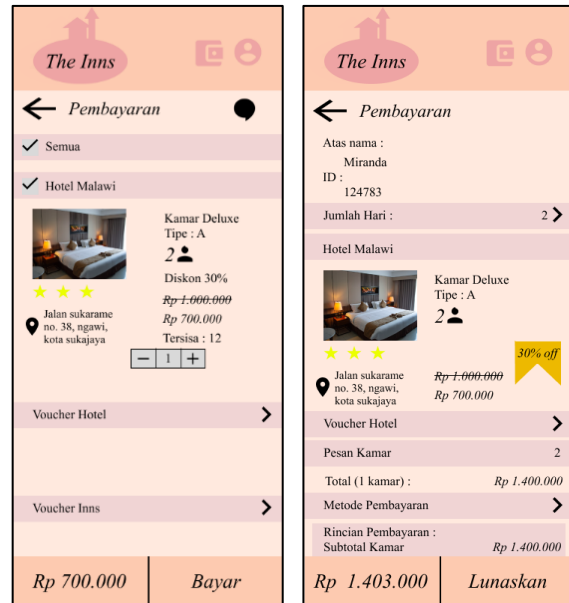 The Inns
Pembayaran
Semua
Hotel Malawi
Kamar Deluxe
Tipe : A
2
Diskon 30%
Rp 1.000.000
Rp 700.000
Tersisa : 12
Jalan sukarame
no. 38, ngawi,
kota sukajaya
− 1 +
Voucher Hotel
Voucher Inns
Rp 700.000
Bayar
The Inns
Pembayaran
Atas nama :
Miranda
ID :
124783
Jumlah Hari : 2
Hotel Malawi
Kamar Deluxe
Tipe : A
2
30% off
Rp 1.000.000
Rp 700.000
Jalan sukarame
no. 38, ngawi,
kota sukajaya
Voucher Hotel
Pesan Kamar 2
Total (1 kamar) : Rp 1.400.000
Metode Pembayaran
Rincian Pembayaran :
Subtotal Kamar Rp 1.400.000
Rp 1.403.000
Lunaskan